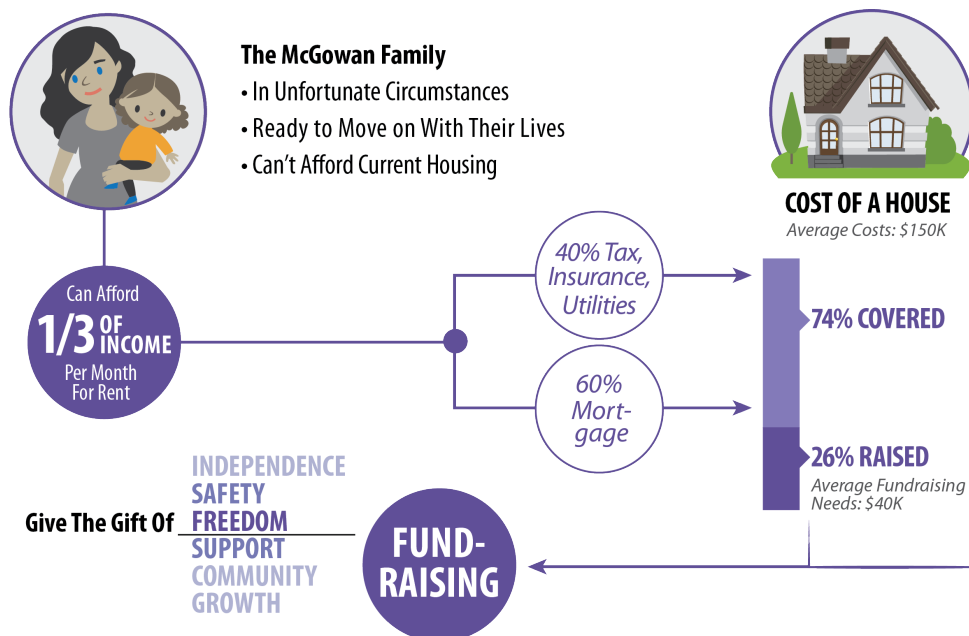 The McGowan Family
• In Unfortunate Circumstances
• Ready to Move on With Their Lives
• Can't Afford Current Housing
COST OF A HOUSE
Average Costs: $150K
Can Afford
1/3 OF INCOME
Per Month
For Rent
40% Tax,
Insurance,
Utilities
60%
Mort-
gage
74% COVERED
26% RAISED
Average Fundraising
Needs: $40K
Give The Gift Of
INDEPENDENCE
SAFETY
FREEDOM
SUPPORT
COMMUNITY
GROWTH
FUND-
RAISING